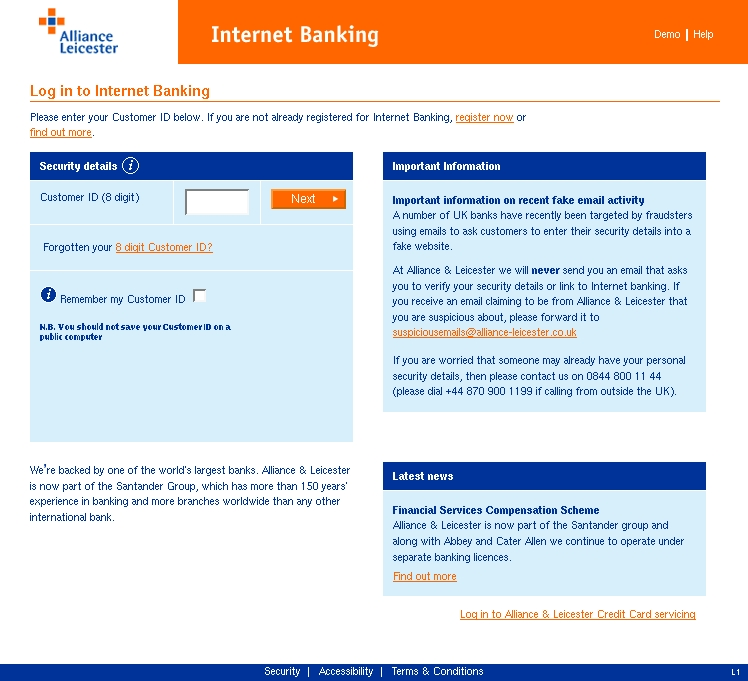 Alliance
Leicester
Internet Banking
Demo | Help
Log in to Internet Banking
Please enter your Customer ID below. If you are not already registered for Internet Banking, register now or
find out more.
Security details i
Customer ID (8 digit)
Next
Forgotten your 8 digit Customer ID?
i Remember my Customer ID
N.B. You should not save your Customer ID on a
public computer
Important Information
Important information on recent fake email activity
A number of UK banks have recently been targeted by fraudsters
using emails to ask customers to enter their security details into a
fake website.
At Alliance & Leicester we will never send you an email that asks
you to verify your security details or link to Internet banking. If
you receive an email claiming to be from Alliance & Leicester that
you are suspicious about, please forward it to
suspiciousemails@alliance-leicester.co.uk
If you are worried that someone may already have your personal
security details, then please contact us on 0844 800 11 44
(please dial +44 870 900 1199 if calling from outside the UK).
We're backed by one of the world's largest banks. Alliance & Leicester
is now part of the Santander Group, which has more than 150 years'
experience in banking and more branches worldwide than any other
international bank.
Latest news
Financial Services Compensation Scheme
Alliance & Leicester is now part of the Santander group and
along with Abbey and Cater Allen we continue to operate under
separate banking licences.
Find out more
Log in to Alliance & Leicester Credit Card servicing
Security | Accessibility | Terms & Conditions
L1